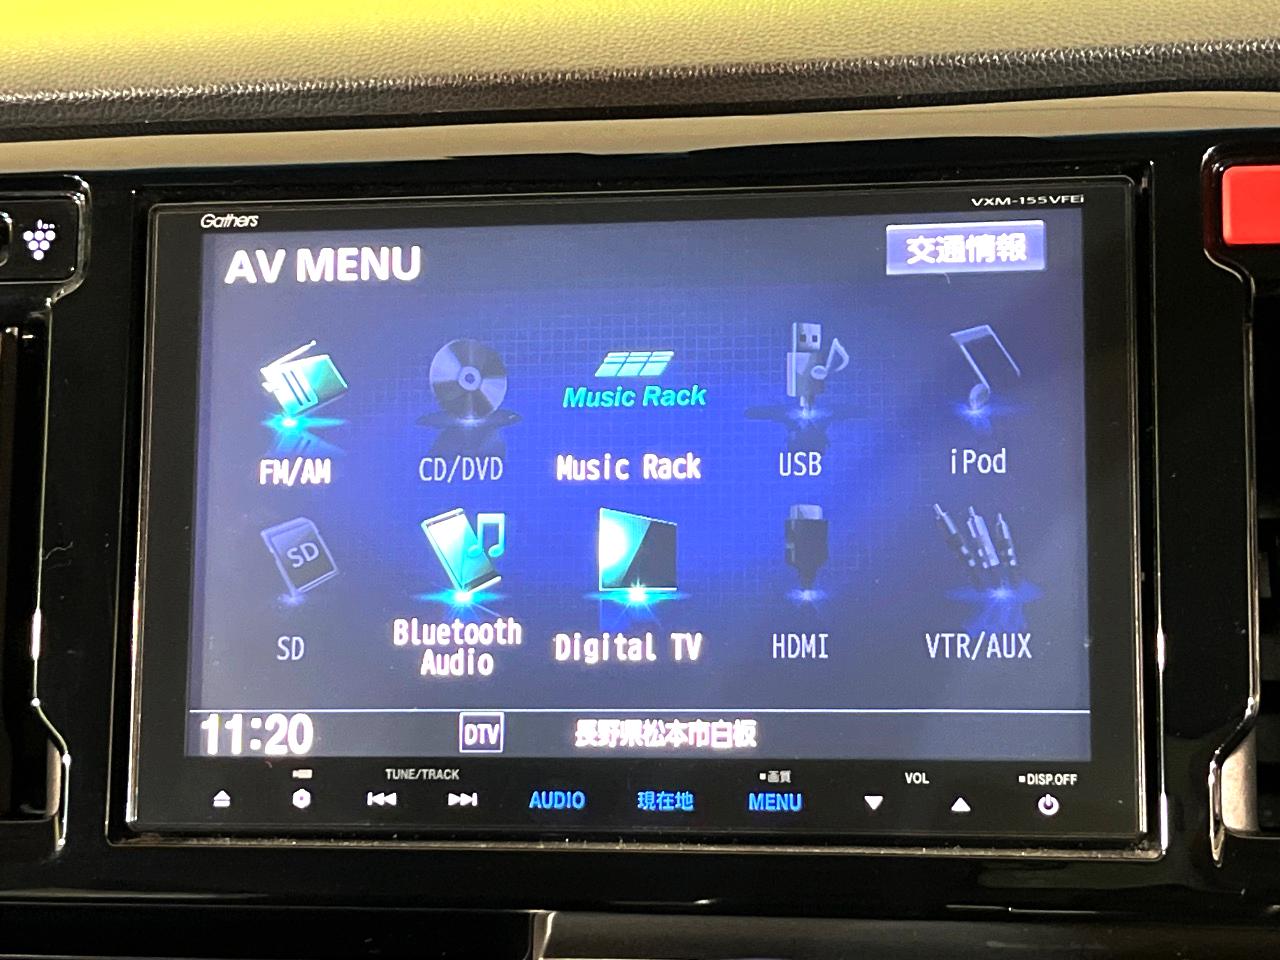 Gathers
VXM-155VFEi
AV MENU
交通情報
Music Rack
FM/AM
CD/DVD
Music Rack
USB
iPod
SD
SD
Bluetooth
Audio
Digital TV
HDMI
VTR/AUX
11:20
DTV
長野県松本市白板
TUNE/TRACK
AUDIO
現在地
画質
MENU
VOL
DISP.OFF